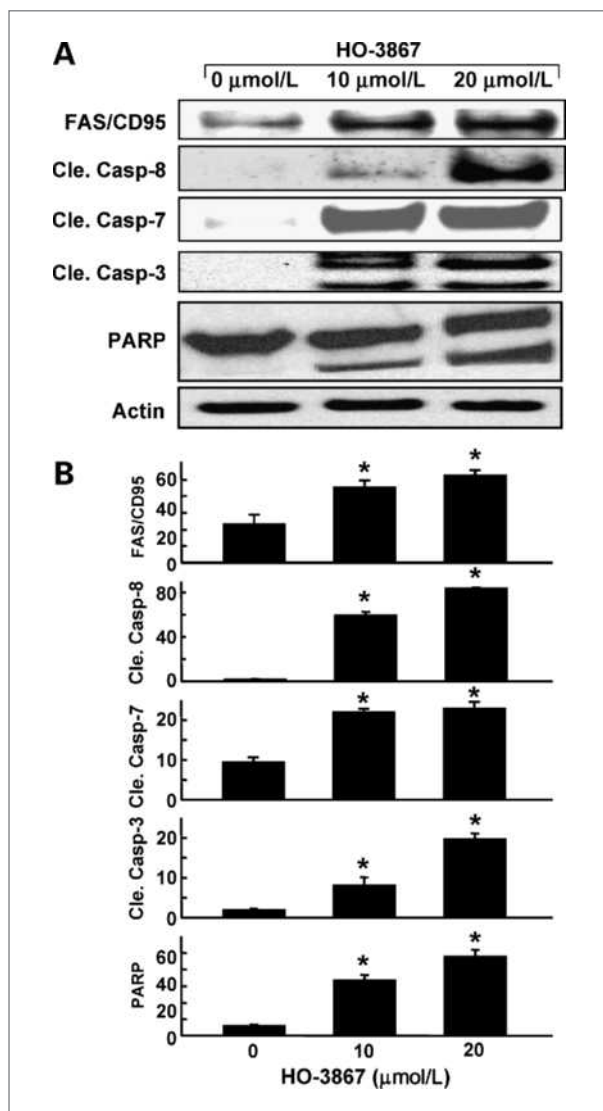 A
HO-3867
0 µmol/L 10 µmol/L 20 µmol/L
FAS/CD95
Cle. Casp-8
Cle. Casp-7
Cle. Casp-3
PARP
Actin
B
FAS/CD95
60
40
20
0
*
*
Cle. Casp-8
80
40
0
*
*
Cle. Casp-7
20
10
0
*
*
Cle. Casp-3
20
10
0
*
*
PARP
60
40
20
0
*
*
0 10 20
HO-3867 (µmol/L)